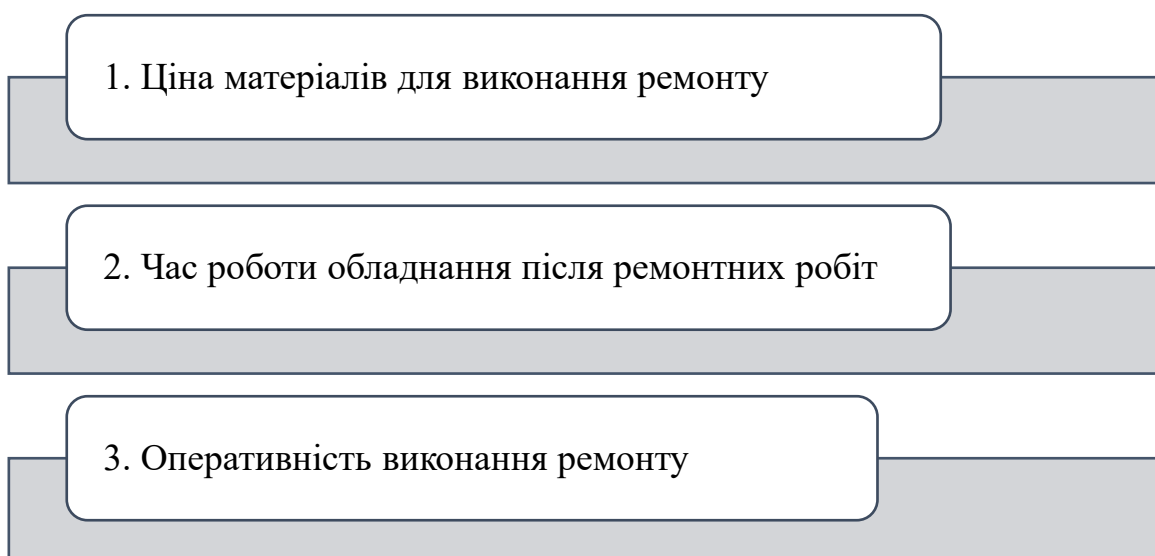 1. Ціна матеріалів для виконання ремонту
2. Час роботи обладнання після ремонтних робіт
3. Оперативність виконання ремонту